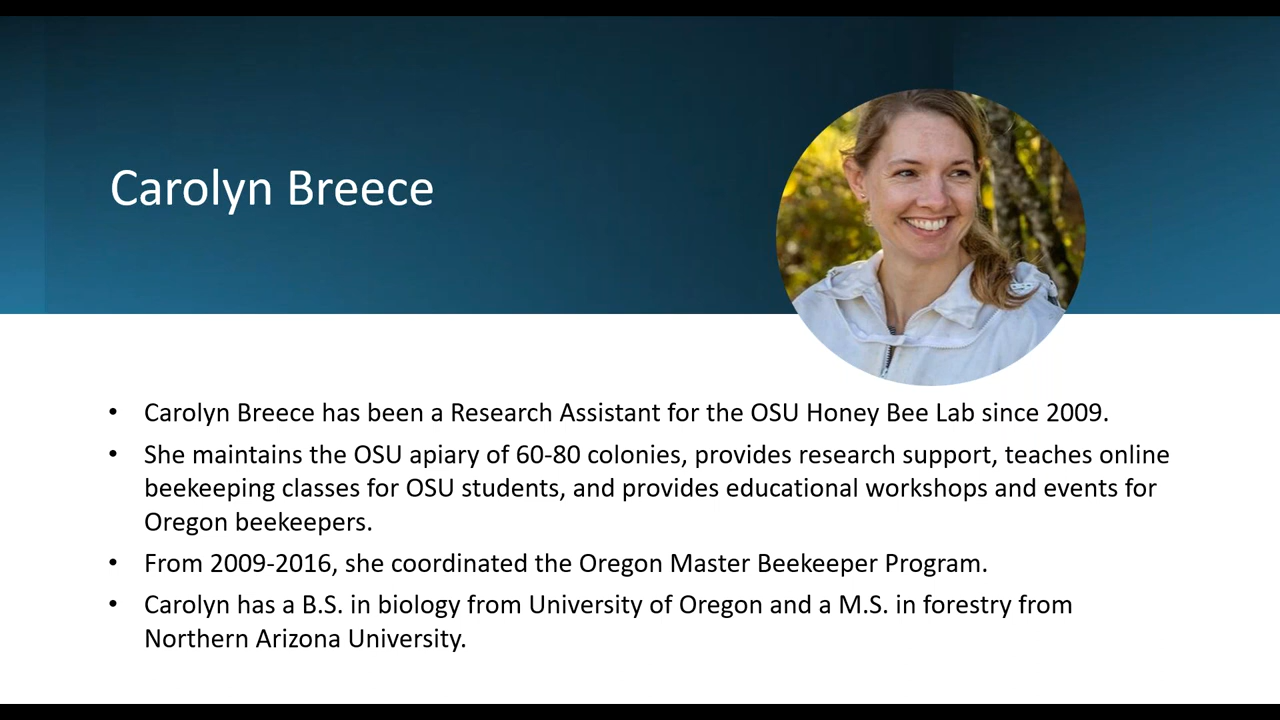 Carolyn Breece
• Carolyn Breece has been a Research Assistant for the OSU Honey Bee Lab since 2009.
• She maintains the OSU apiary of 60-80 colonies, provides research support, teaches online
beekeeping classes for OSU students, and provides educational workshops and events for
Oregon beekeepers.
• From 2009-2016, she coordinated the Oregon Master Beekeeper Program.
• Carolyn has a B.S. in biology from University of Oregon and a M.S. in forestry from
Northern Arizona University.